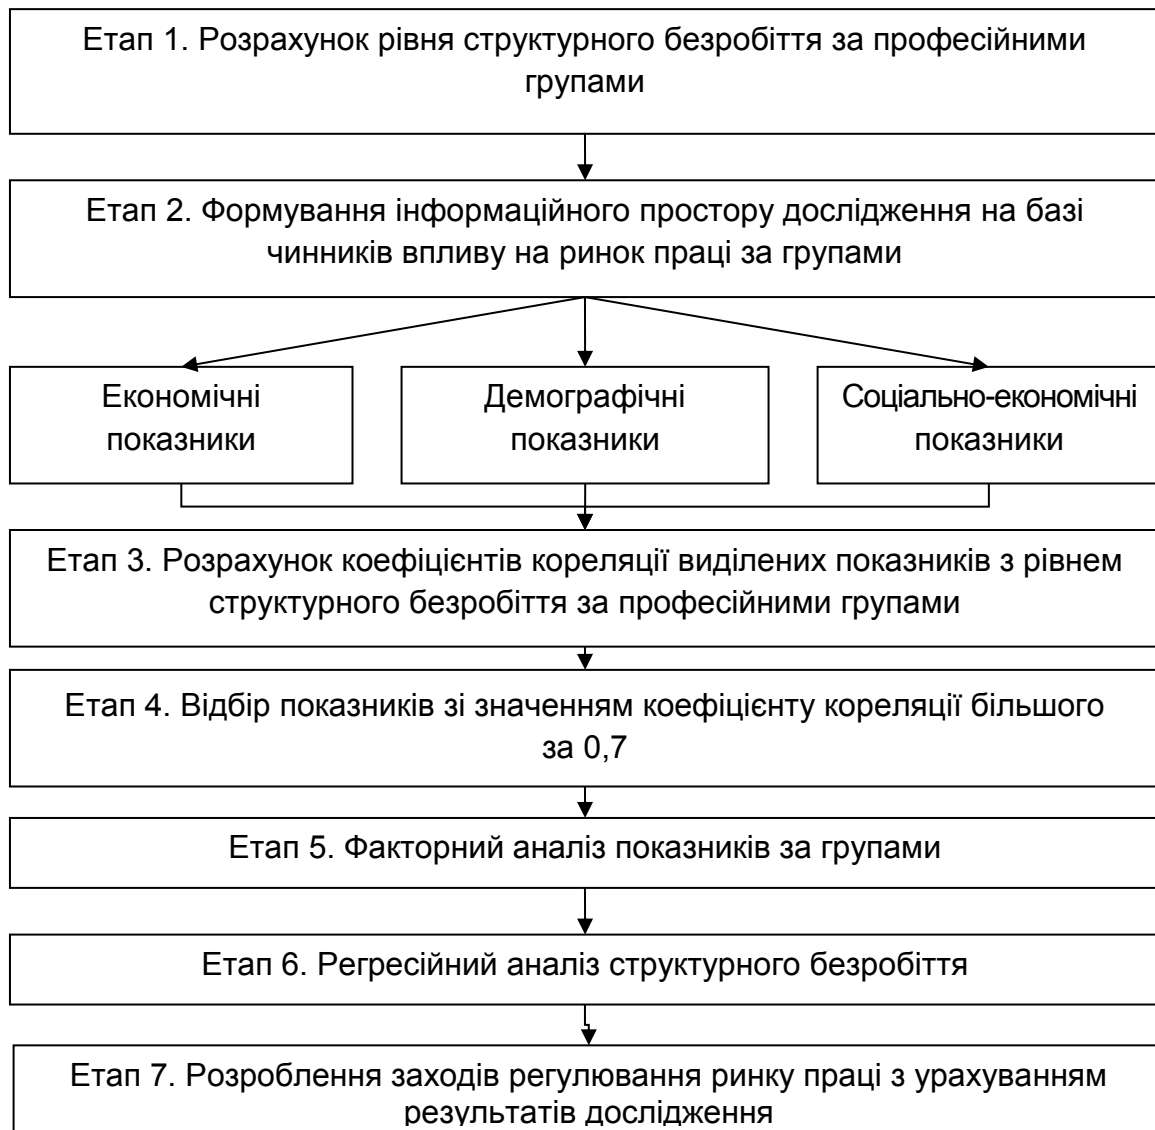 Етап 1. Розрахунок рівня структурного безробіття за професійними
групами
Етап 2. Формування інформаційного простору дослідження на базі
чинників впливу на ринок праці за групами
Економічні
показники
Демографічні
показники
Соціально-економічні
показники
Етап 3. Розрахунок коефіцієнтів кореляції виділених показників з рівнем
структурного безробіття за професійними групами
Етап 4. Відбір показників зі значенням коефіцієнту кореляції більшого
за 0,7
Етап 5. Факторний аналіз показників за групами
Етап 6. Регресійний аналіз структурного безробіття
Етап 7. Розроблення заходів регулювання ринку праці з урахуванням
результатів дослідження